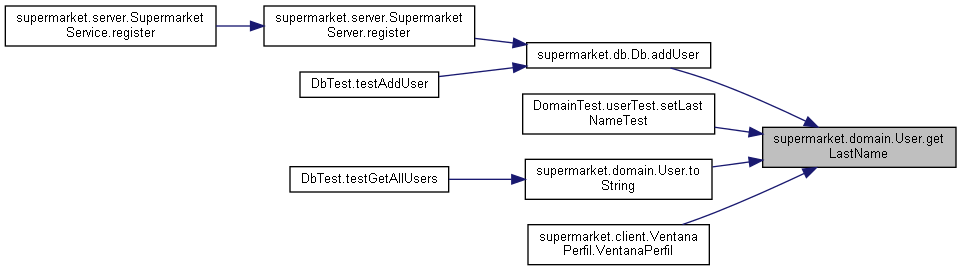 supermarket.server.Supermarket
Service.register
supermarket.server.Supermarket
Server.register
supermarket.db.Db.addUser
DbTest.testAddUser
DomainTest.userTest.setLast
NameTest
supermarket.domain.User.get
LastName
DbTest.testGetAllUsers
supermarket.domain.User.to
String
supermarket.client.Ventana
Perfil.VentanaPerfil